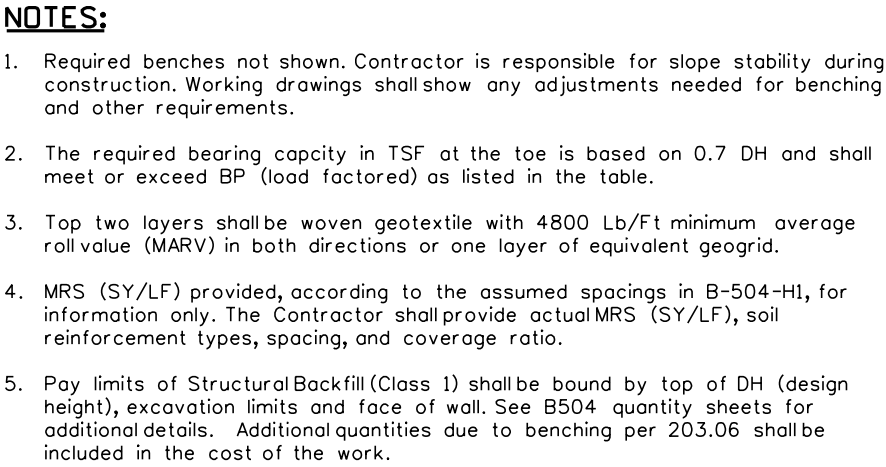 NOTES:
1. Required benches not shown. Contractor is responsible for slope stability during
construction. Working drawings shall show any adjustments needed for benching
and other requirements.
2. The required bearing capcity in TSF at the toe is based on 0.7 DH and shall
meet or exceed BP (load factored) as listed in the table.
3. Top two layers shall be woven geotextile with 4800 Lb/Ft minimum average
roll value (MARV) in both directions or one layer of equivalent geogrid.
4. MRS (SY/LF) provided, according to the assumed spacings in B-504-H1, for
information only. The Contractor shall provide actual MRS (SY/LF), soil
reinforcement types, spacing, and coverage ratio.
5. Pay limits of Structural Backfill (Class 1) shall be bound by top of DH (design
height), excavation limits and face of wall. See B504 quantity sheets for
additional details. Additional quantities due to benching per 203.06 shall be
included in the cost of the work.